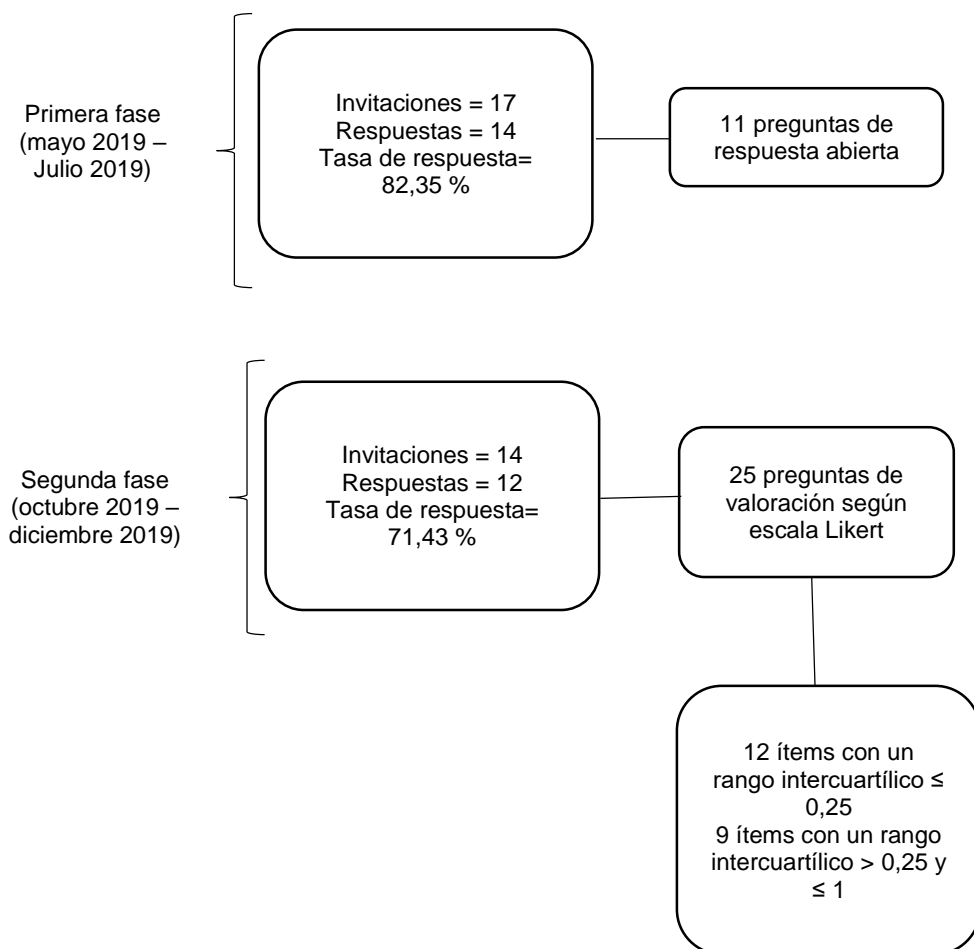 Primera fase
(mayo 2019 –
Julio 2019)
Invitaciones = 17
Respuestas = 14
Tasa de respuesta=
82,35 %
11 preguntas de
respuesta abierta
Segunda fase
(octubre 2019 –
diciembre 2019)
Invitaciones = 14
Respuestas = 12
Tasa de respuesta=
71,43 %
25 preguntas de
valoración según
escala Likert
12 ítems con un
rango intercuartílico ≤
0,25
9 ítems con un rango
intercuartílico > 0,25 y
≤ 1